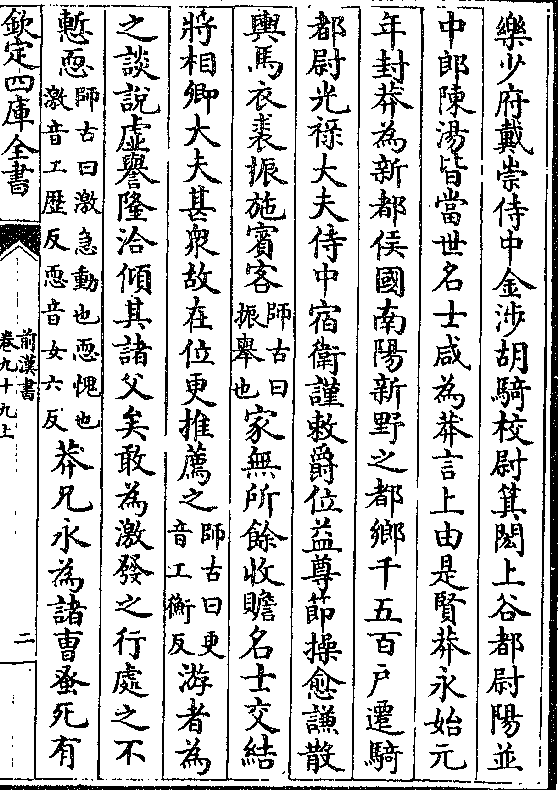 樂少府戴崇侍中金涉胡騎校尉箕閎上谷都尉陽並
中郎陳湯皆當世名士咸為莽言上由是賢莽永始元
年封莽為新都侯國南陽新野之都鄉千五百戶遷騎
都尉光祿大夫侍中宿衛謹敕爵位益尊節操愈謙散
輿馬衣裘振施賓客師古曰振舉也家無所餘收贍名士交結
將相卿大夫甚衆故在位更推薦之師古曰更音工衡反游者為
之談說虛譽隆洽傾其諸父矣敢為激發之行處之不
慙恧師古曰激急動也恧愧也激音工歷反恧音女六反莽兄永為諸曹蚤死有
欽定四庫全書
前漢書
卷九十九上
二